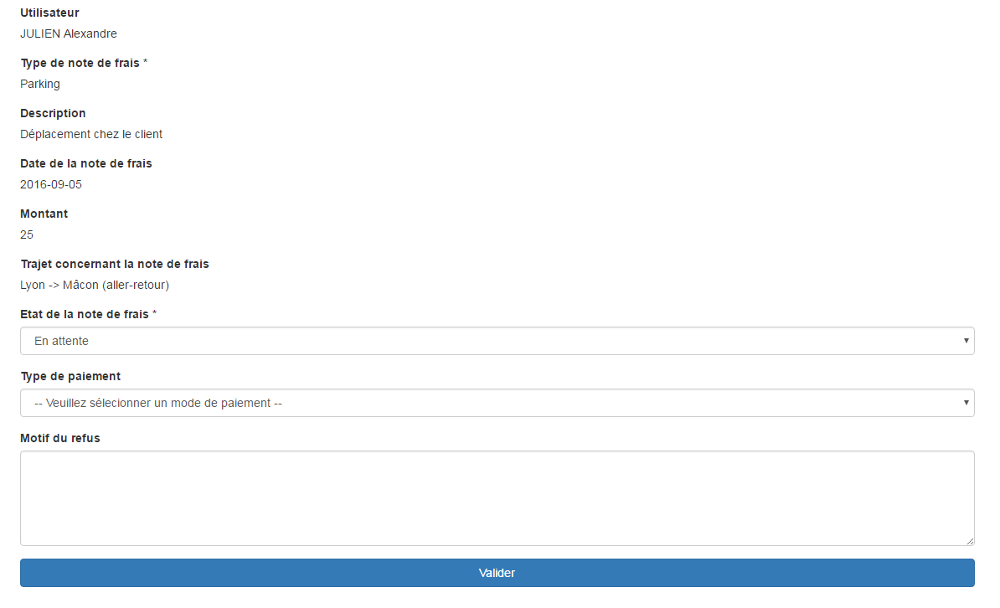 Utilisateur
JULIEN Alexandre
Type de note de frais *
Parking
Description
Déplacement chez le client
Date de la note de frais
2016-09-05
Montant
25
Trajet concernant la note de frais
Lyon -> Mâcon (aller-retour)
Etat de la note de frais *
En attente
Type de paiement
-- Veuillez sélecionner un mode de paiement --
Motif du refus
Valider